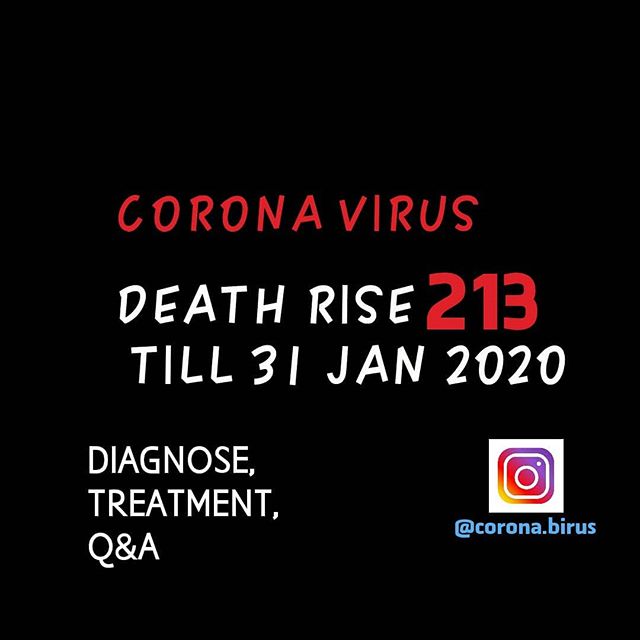 CORONA VIRUS
DEATH RISE 213
TILL 31 JAN 2020
DIAGNOSE,
TREATMENT,
Q&A
@corona.birus